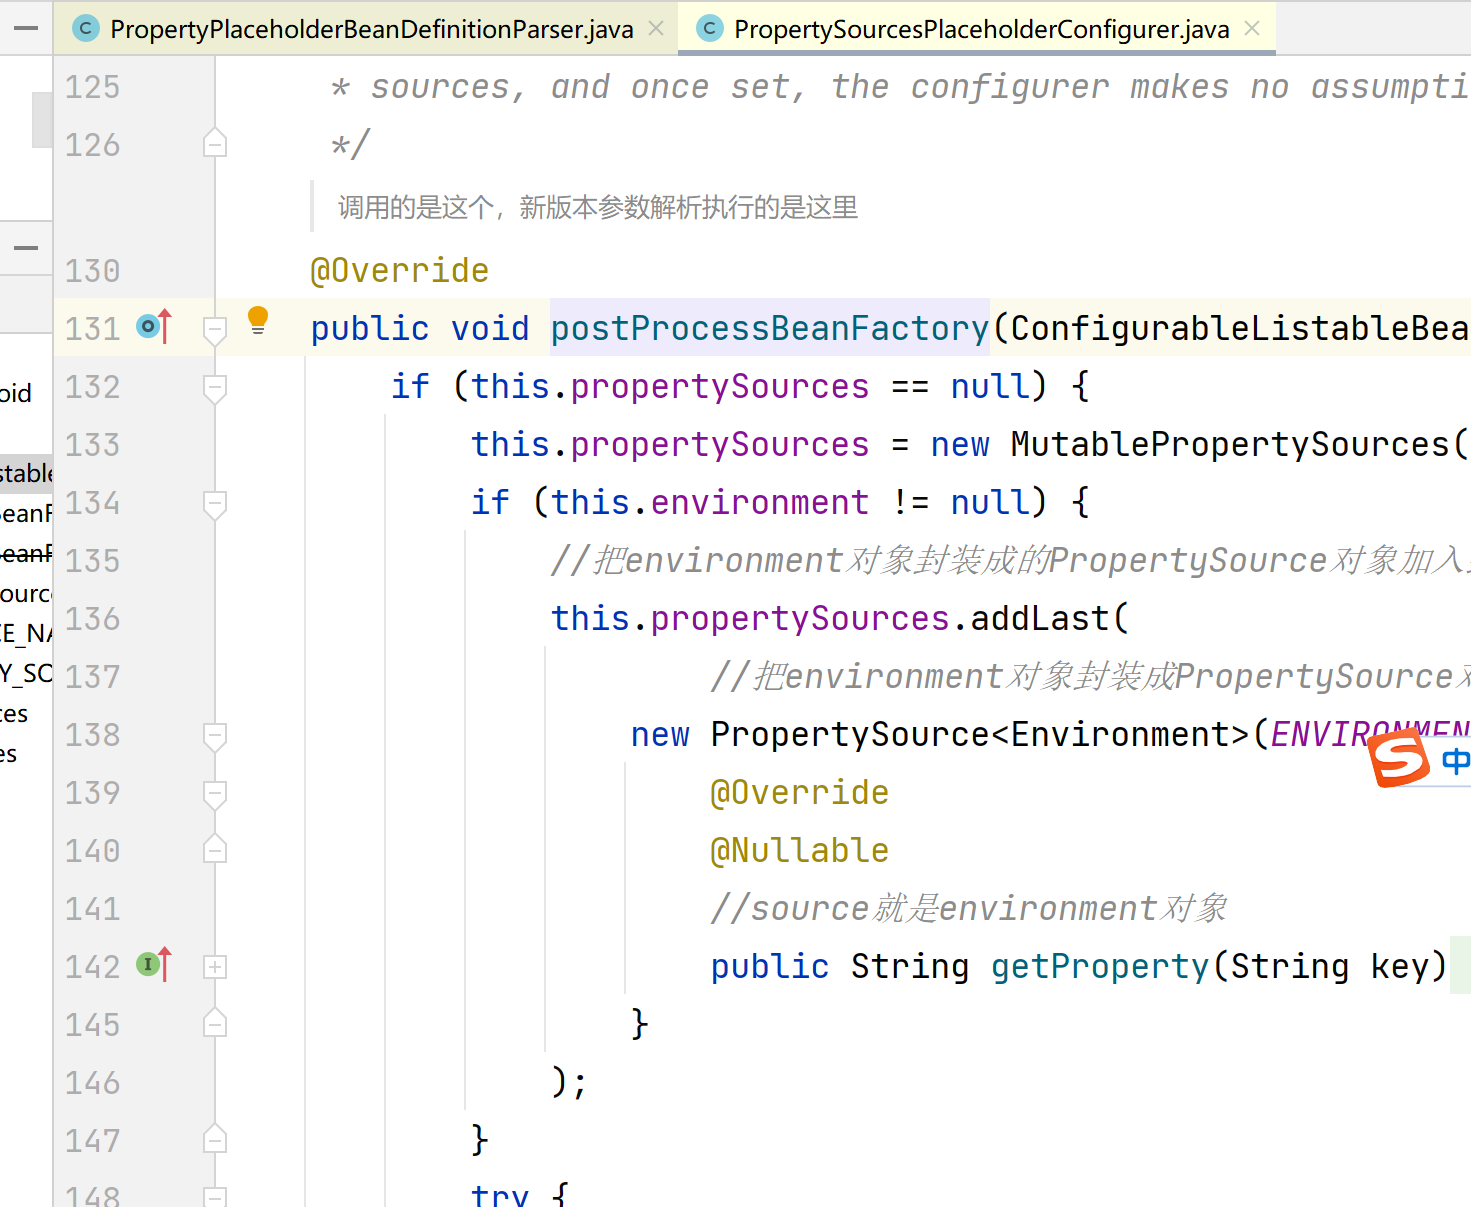 PropertyPlaceholderBeanDefinitionParser.java PropertySourcesPlaceholderConfigurer.java
125 * sources, and once set, the configurer makes no assumpti
126 */
调用的是这个，新版本参数解析执行的是这里
130 @Override
131 public void postProcessBeanFactory(ConfigurableListableBea
132 if (this.propertySources == null) {
133 this.propertySources = new MutablePropertySources(
134 if (this.environment != null) {
135 //把environment对象封装成的PropertySource对象加入
136 this.propertySources.addLast(
137 //把environment对象封装成PropertySource
138 new PropertySource<Environment>(ENVIRONMEN
139 @Override
140 @Nullable
141 //source就是environment对象
142 public String getProperty(String key)
145 }
146 );
147 }
148 try {
oid
stable
BeanF
Bean
ource
CE_NA
Y_SO
ces
es
S 中